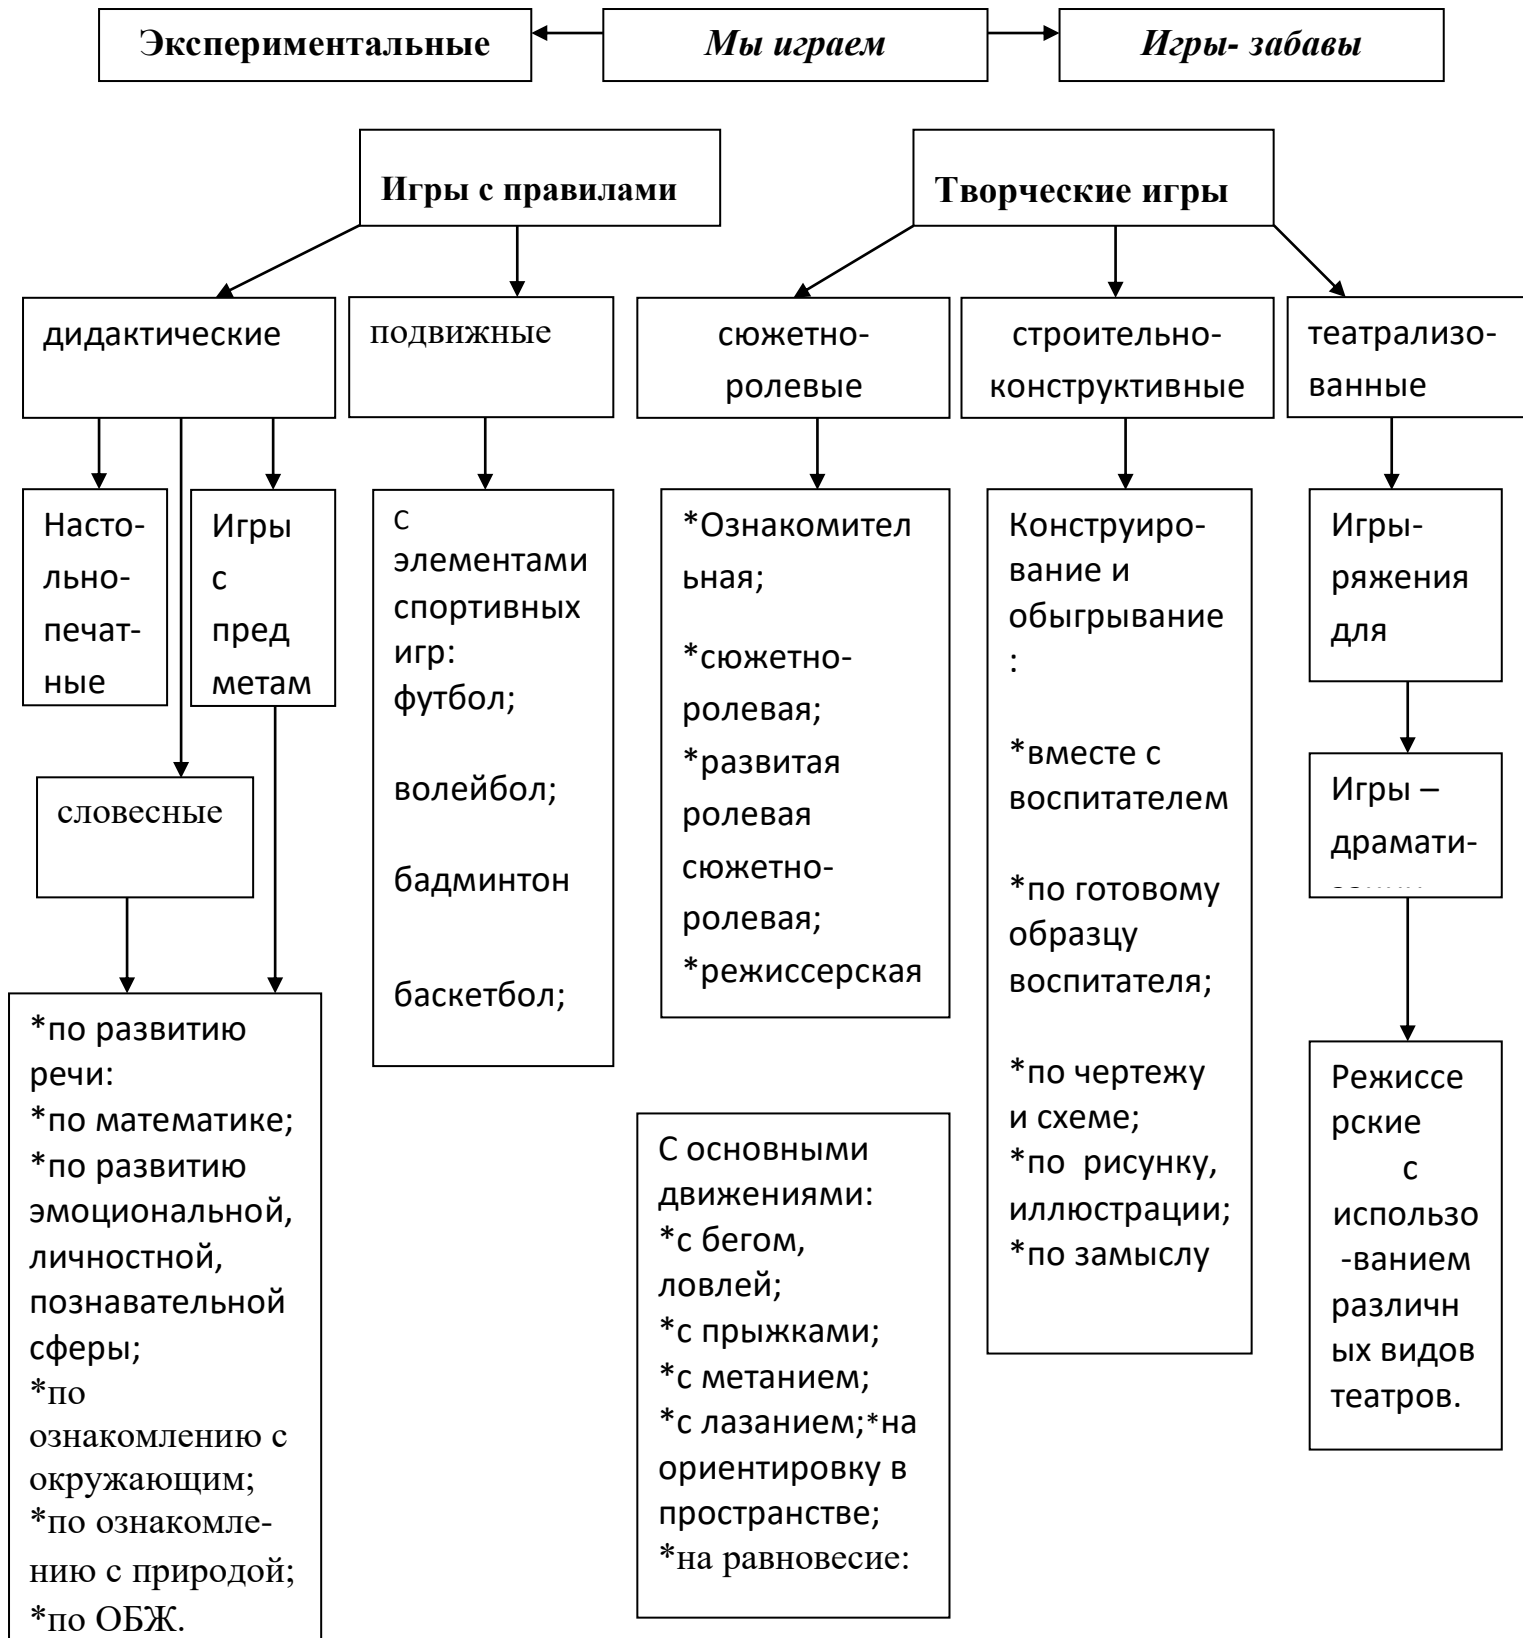 Экспериментальные
Мы играем
Игры- забавы
Игры с правилами
Творческие игры
дидактические
подвижные
сюжетно-
ролевые
строительно-
конструктивные
театрализо-
ванные
Насто-
льно-
печат-
ные
Игры
с
пред
метам
С
элементами
спортивных
игр:
футбол;
волейбол;
бадминтон
баскетбол;
*Ознакомител
ьная;
*сюжетно-
ролевая;
*развитая
ролевая
сюжетно-
ролевая;
*режиссерская
Конструиро-
вание и
обыгрывание
:
*вместе с
воспитателем
*по готовому
образцу
воспитателя;
*по чертежу
и схеме;
*по рисунку,
иллюстрации;
*по замыслу
Игры-
ряжения
для
словесные
Игры –
драмати-
*по развитию
речи:
*по математике;
*по развитию
эмоциональной,
личностной,
познавательной
сферы;
*по
ознакомлению с
окружающим;
*по ознакомле-
нию с природой;
*по ОБЖ.
С основными
движениями:
*с бегом,
ловлей;
*с прыжками;
*с метанием;
*с лазанием;*на
ориентировку в
пространстве;
*на равновесие:
Режиссе
рские
с
использо
-ванием
различн
ых видов
театров.